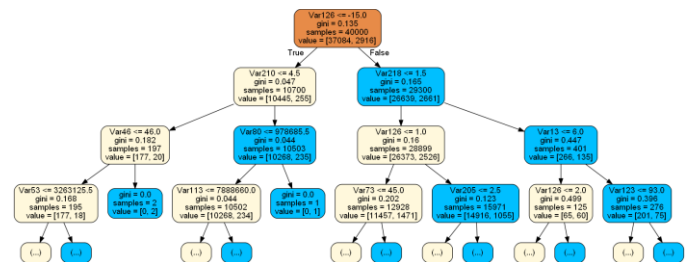 Var126 <= -15.0
gini = 0.135
samples = 40000
value = [37084, 2916]
True
False
Var210 <= 4.5
gini = 0.047
samples = 10700
value = [10445, 255]
Var218 <= 1.5
gini = 0.165
samples = 29300
value = [26639, 2661]
Var46 <= 46.0
gini = 0.182
samples = 197
value = [177, 20]
Var80 <= 978685.5
gini = 0.044
samples = 10503
value = [10268, 235]
Var126 <= 1.0
gini = 0.16
samples = 28899
value = [26373, 2526]
Var13 <= 6.0
gini = 0.447
samples = 401
value = [266, 135]
Var53 <= 3263125.5
gini = 0.168
samples = 195
value = [177, 18]
gini = 0.0
samples = 2
value = [0, 2]
Var113 <= 7888660.0
gini = 0.044
samples = 10502
value = [10268, 234]
gini = 0.0
samples = 1
value = [0, 1]
Var73 <= 45.0
gini = 0.202
samples = 12928
value = [11457, 1471]
Var205 <= 2.5
gini = 0.123
samples = 15971
value = [14916, 1055]
Var126 <= 2.0
gini = 0.499
samples = 125
value = [65, 60]
Var123 <= 93.0
gini = 0.396
samples = 276
value = [201, 75]
(...)
(...)
(...)
(...)
(...)
(...)
(...)
(...)
(...)
(...)
(...)
(...)